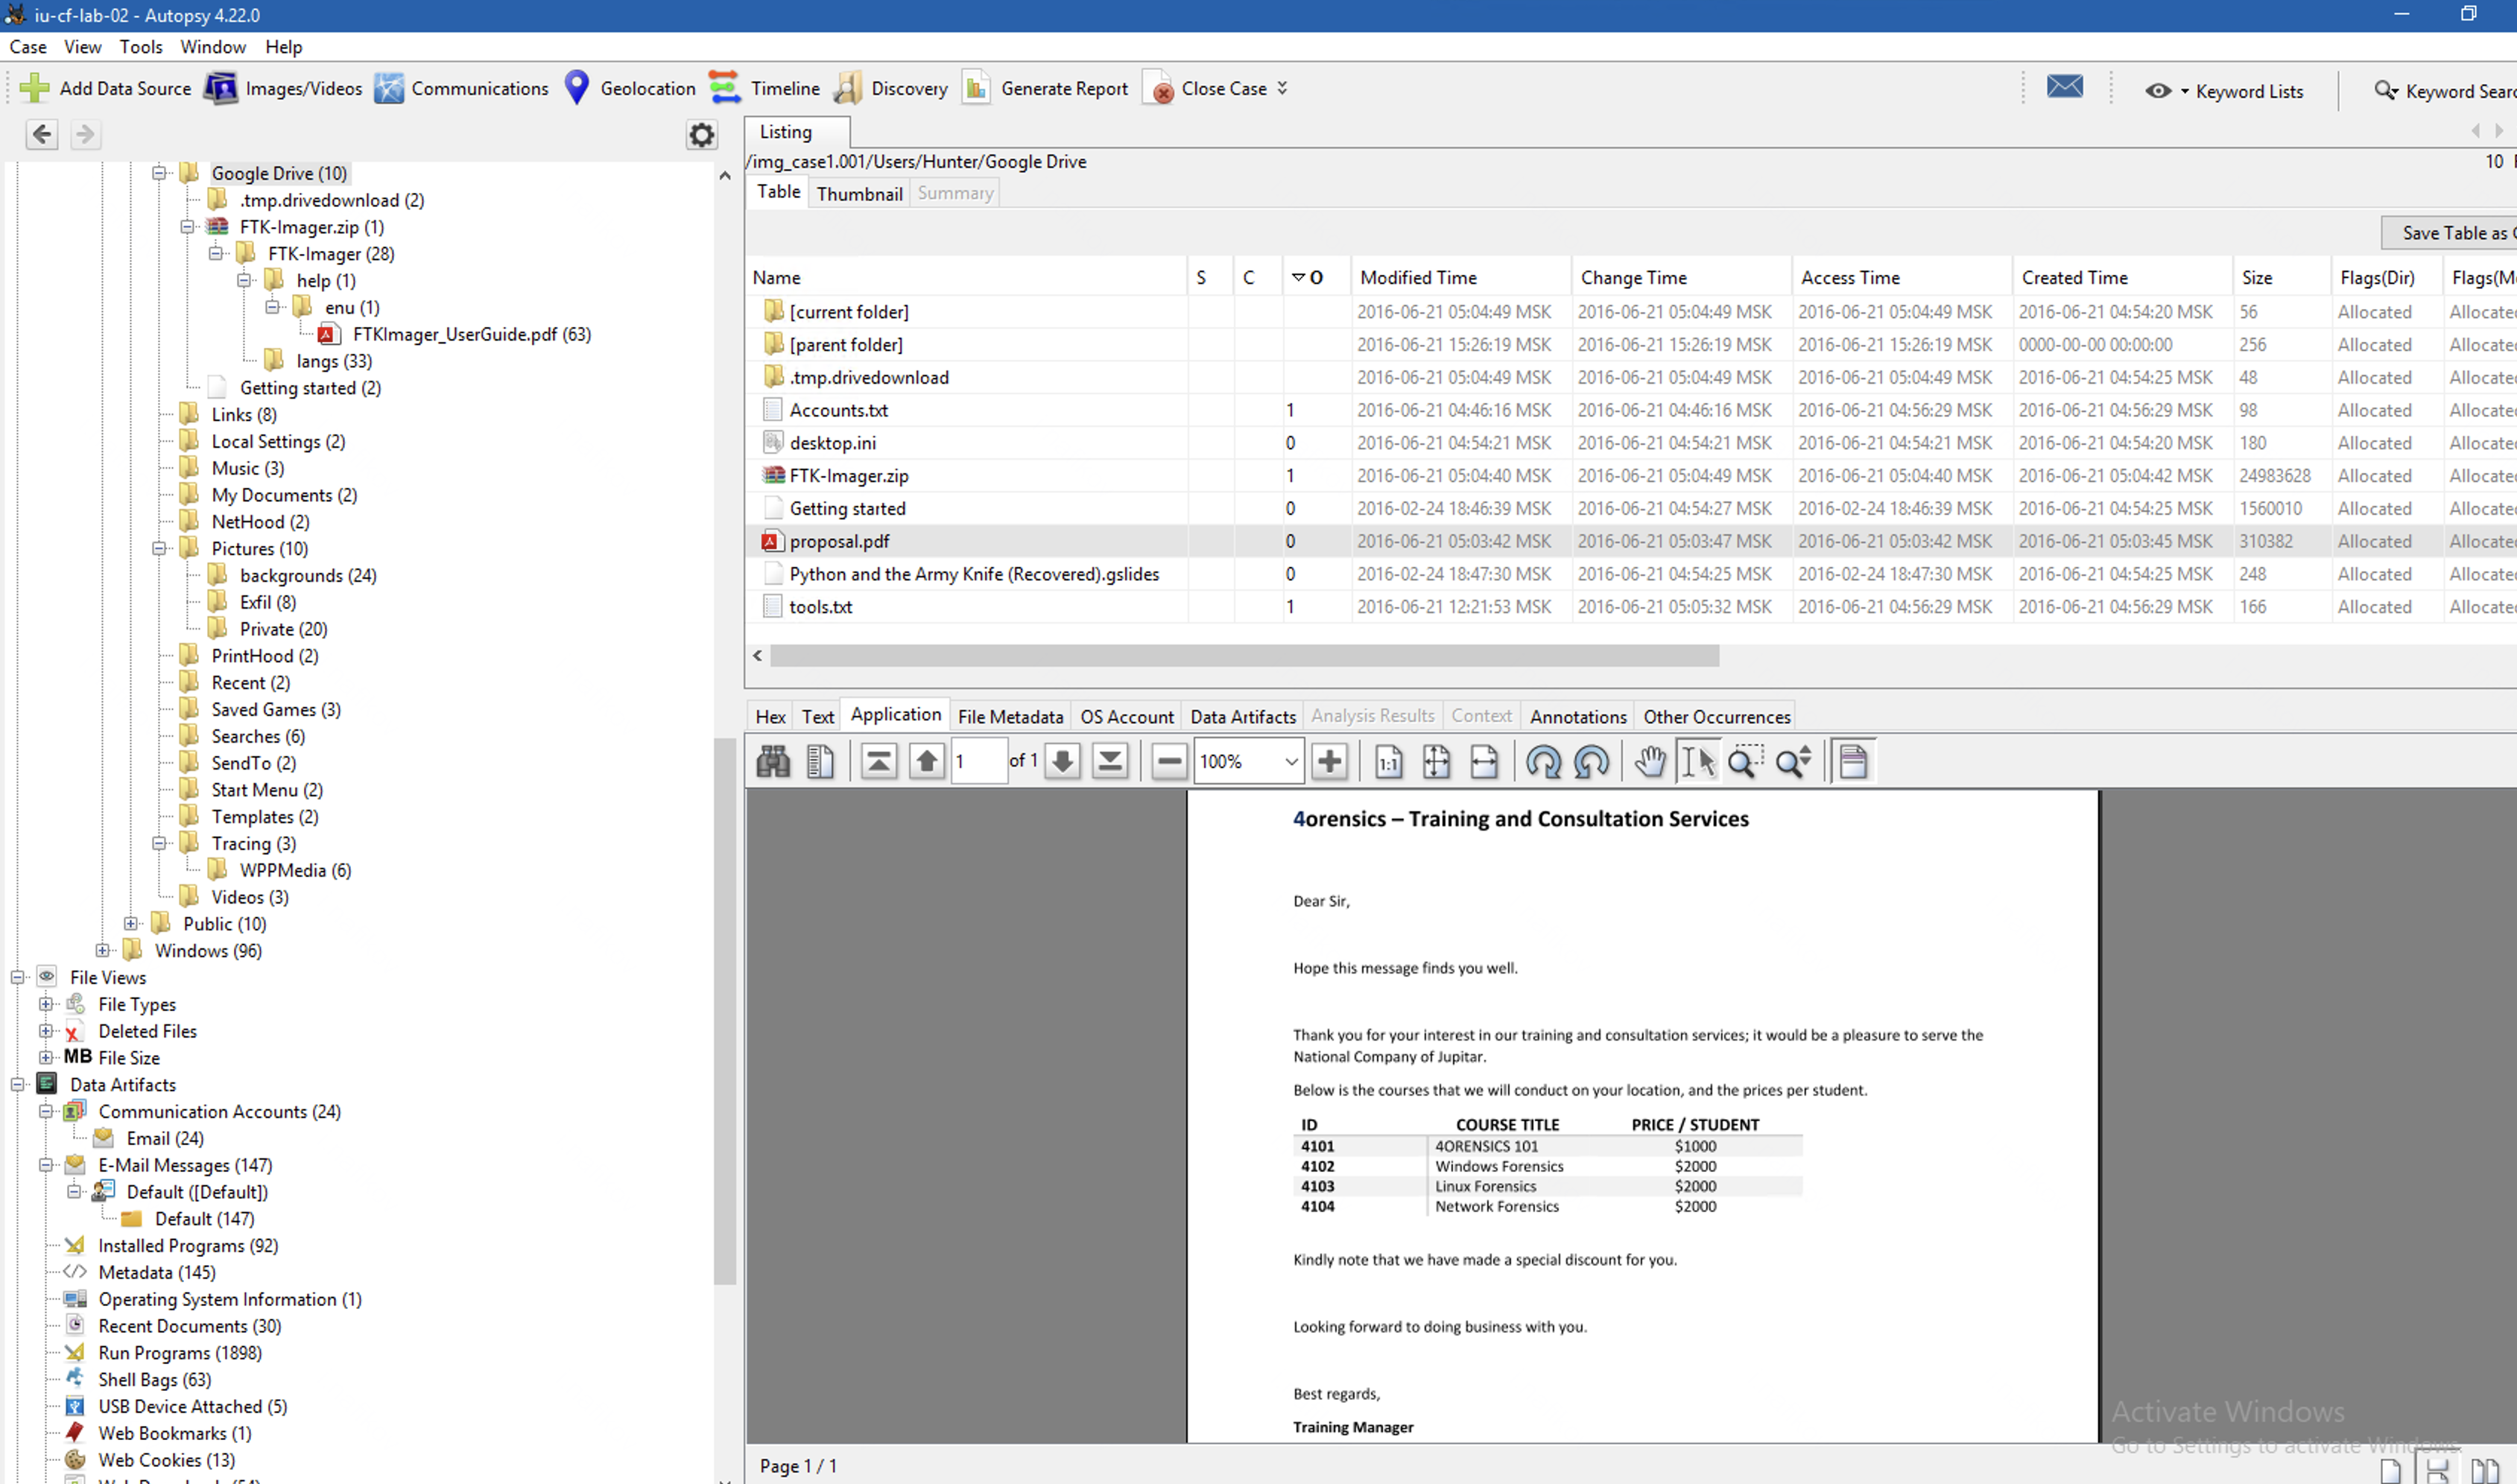 iu-cf-lab-02 - Autopsy 4.22.0
Case View Tools Window Help
Add Data Source Images/Videos Communications Geolocation Timeline Discovery Generate Report Close Case Keyword Lists
Listing
/img_case1.001/Users/Hunter/Google Drive 10
Table Thumbnail Summary
Save Table as
Name S C O Modified Time Change Time Access Time Created Time Size Flags(Dir)
[current folder] 2016-06-21 05:04:49 MSK 2016-06-21 05:04:49 MSK 2016-06-21 05:04:49 MSK 2016-06-21 04:54:20 MSK 56 Allocated
[parent folder] 2016-06-21 15:26:19 MSK 2016-06-21 15:26:19 MSK 2016-06-21 15:26:19 MSK 0000-00-00 00:00:00 256 Allocated
.tmp.drivedownload 2016-06-21 05:04:49 MSK 2016-06-21 05:04:49 MSK 2016-06-21 05:04:49 MSK 2016-06-21 04:54:25 MSK 48 Allocated
Accounts.txt 1 2016-06-21 04:46:16 MSK 2016-06-21 04:46:16 MSK 2016-06-21 04:56:29 MSK 2016-06-21 04:56:29 MSK 98 Allocated
desktop.ini 0 2016-06-21 04:54:21 MSK 2016-06-21 04:54:21 MSK 2016-06-21 04:54:21 MSK 2016-06-21 04:54:20 MSK 180 Allocated
FTK-Imager.zip 1 2016-06-21 05:04:40 MSK 2016-06-21 05:04:49 MSK 2016-06-21 05:04:40 MSK 2016-06-21 05:04:42 MSK 24983628 Allocated
Getting started 0 2016-02-24 18:46:39 MSK 2016-06-21 04:54:27 MSK 2016-02-24 18:46:39 MSK 2016-06-21 04:54:25 MSK 1560010 Allocated
proposal.pdf 0 2016-06-21 05:03:42 MSK 2016-06-21 05:03:47 MSK 2016-06-21 05:03:42 MSK 2016-06-21 05:03:45 MSK 310382 Allocated
Python and the Army Knife (Recovered).gslides 0 2016-02-24 18:47:30 MSK 2016-06-21 04:54:25 MSK 2016-02-24 18:47:30 MSK 2016-06-21 04:54:25 MSK 248 Allocated
tools.txt 1 2016-06-21 12:21:53 MSK 2016-06-21 05:05:32 MSK 2016-06-21 04:56:29 MSK 2016-06-21 04:56:29 MSK 166 Allocated
Google Drive (10)
.tmp.drivedownload (2)
FTK-Imager.zip (1)
FTK-Imager (28)
help (1)
enu (1)
FTKImager_UserGuide.pdf (63)
langs (33)
Getting started (2)
Links (8)
Local Settings (2)
Music (3)
My Documents (2)
NetHood (2)
Pictures (10)
backgrounds (24)
Exfil (8)
Private (20)
PrintHood (2)
Recent (2)
Saved Games (3)
Searches (6)
SendTo (2)
Start Menu (2)
Templates (2)
Tracing (3)
WPPMedia (6)
Videos (3)
Public (10)
Windows (96)
File Views
File Types
Deleted Files
MB File Size
Data Artifacts
Communication Accounts (24)
Email (24)
E-Mail Messages (147)
Default ([Default])
Default (147)
Installed Programs (92)
Metadata (145)
Operating System Information (1)
Recent Documents (30)
Run Programs (1898)
Shell Bags (63)
USB Device Attached (5)
Web Bookmarks (1)
Web Cookies (13)
Hex Text Application File Metadata OS Account Data Artifacts Analysis Results Context Annotations Other Occurrences
1 of 1 100% 1:1
4orensics – Training and Consultation Services
Dear Sir,
Hope this message finds you well.
Thank you for your interest in our training and consultation services; it would be a pleasure to serve the
National Company of Jupitar.
Below is the courses that we will conduct on your location, and the prices per student.
ID COURSE TITLE PRICE / STUDENT
4101 4ORENSICS 101 $1000
4102 Windows Forensics $2000
4103 Linux Forensics $2000
4104 Network Forensics $2000
Kindly note that we have made a special discount for you.
Looking forward to doing business with you.
Best regards,
Training Manager
Activate Windows
Go to Settings to activate Windows.
Page 1 / 1